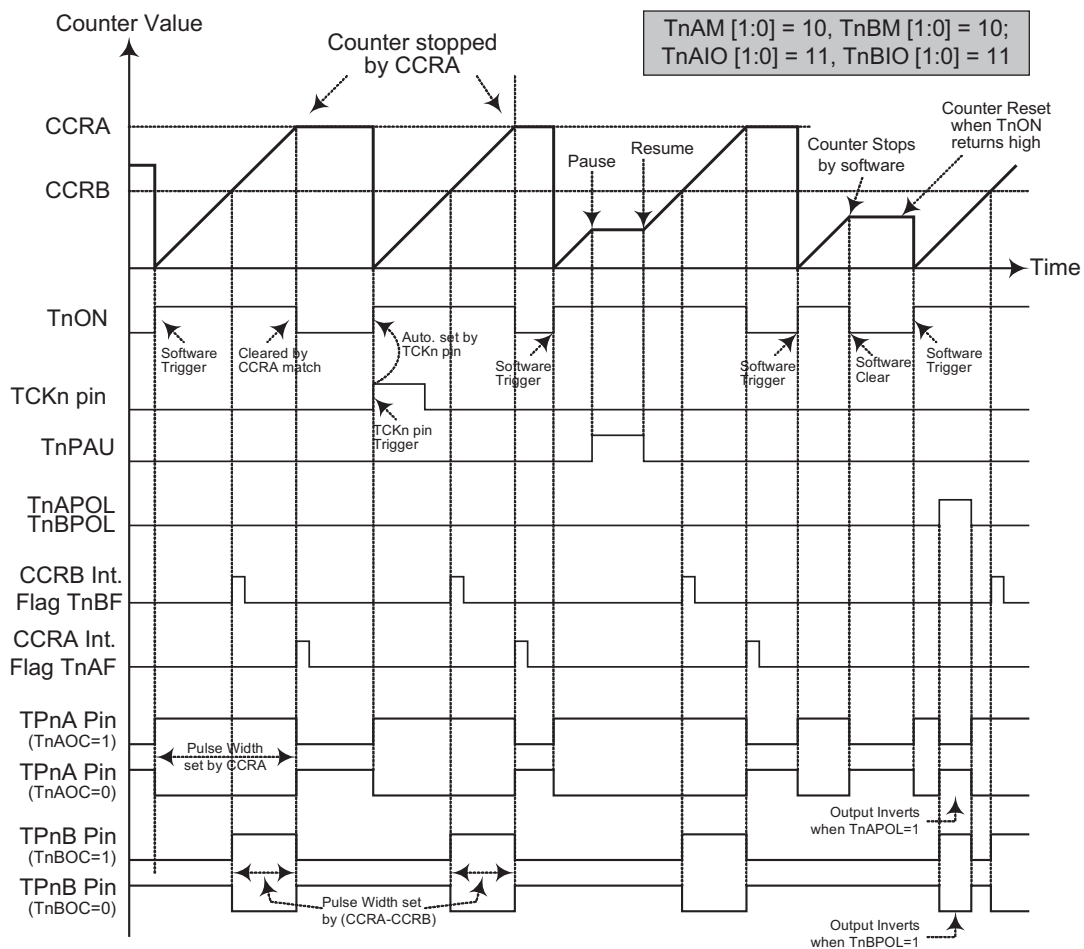 Counter Value
TnAM [1:0] = 10, TnBM [1:0] = 10;
TnAIO [1:0] = 11, TnBIO [1:0] = 11
Counter stopped
by CCRA
CCRA
CCRB
Pause
Resume
Counter Stops
by software
Counter Reset
when TnON
returns high
Time
TnON
Software
Trigger
Cleared by
CCRA match
Auto. set by
TCKn pin
Software
Trigger
Software
Trigger
Software
Clear
Software
Trigger
TCKn pin
TCKn pin
Trigger
TnPAU
TnAPOL
TnBPOL
CCRB Int.
Flag TnBF
CCRA Int.
Flag TnAF
TPnA Pin
(TnAOC=1)
Pulse Width
set by CCRA
TPnA Pin
(TnAOC=0)
Output Inverts
when TnAPOL=1
TPnB Pin
(TnBOC=1)
TPnB Pin
(TnBOC=0)
Pulse Width set
by (CCRA-CCRB)
Output Inverts
when TnBPOL=1